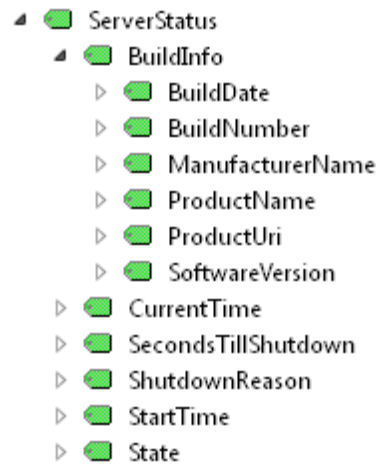 ServerStatus
BuildInfo
BuildDate
BuildNumber
ManufacturerName
ProductName
ProductUri
SoftwareVersion
CurrentTime
SecondsTillShutdown
ShutdownReason
StartTime
State